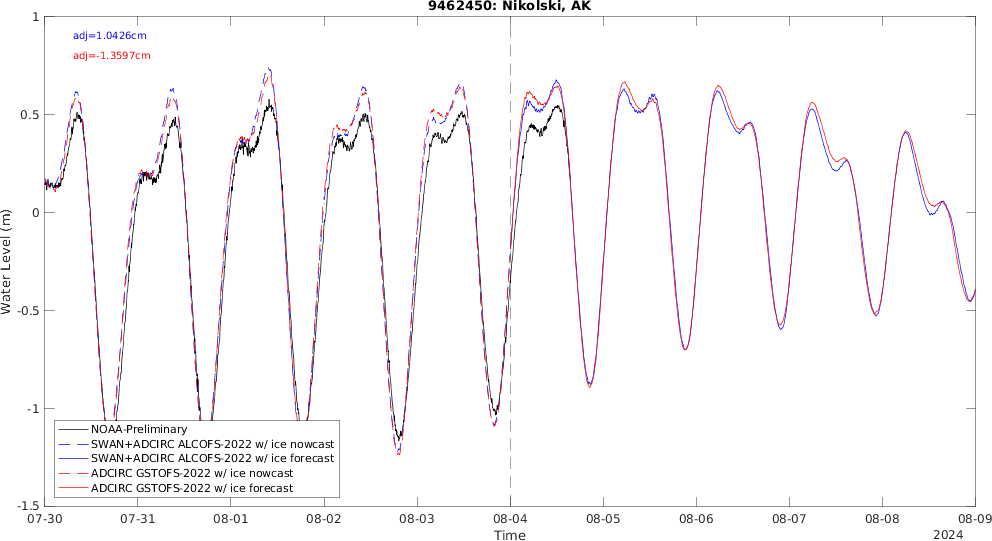 9462450: Nikolski, AK
adj=1.0426cm
adj=-1.3597cm
1
0.5
0
-0.5
-1
-1.5
Water Level (m)
NOAA-Preliminary
SWAN+ADCIRC ALCOFS-2022 w/ ice nowcast
SWAN+ADCIRC ALCOFS-2022 w/ ice forecast
ADCIRC GSTOFS-2022 w/ ice nowcast
ADCIRC GSTOFS-2022 w/ ice forecast
07-30 07-31 08-01 08-02 08-03 08-04 08-05 08-06 08-07 08-08 08-09
Time
2024